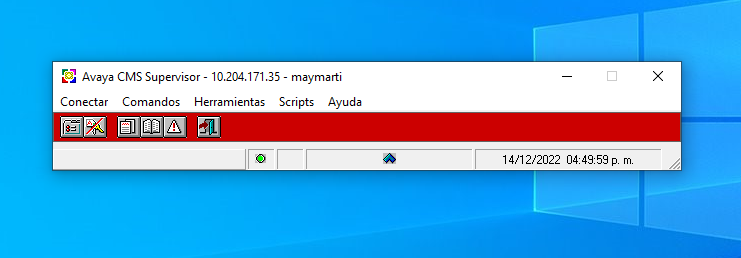 Avaya CMS Supervisor - 10.204.171.35 - maymarti
Conectar Comandos Herramientas Scripts Ayuda
14/12/2022 04:49:59 p. m.